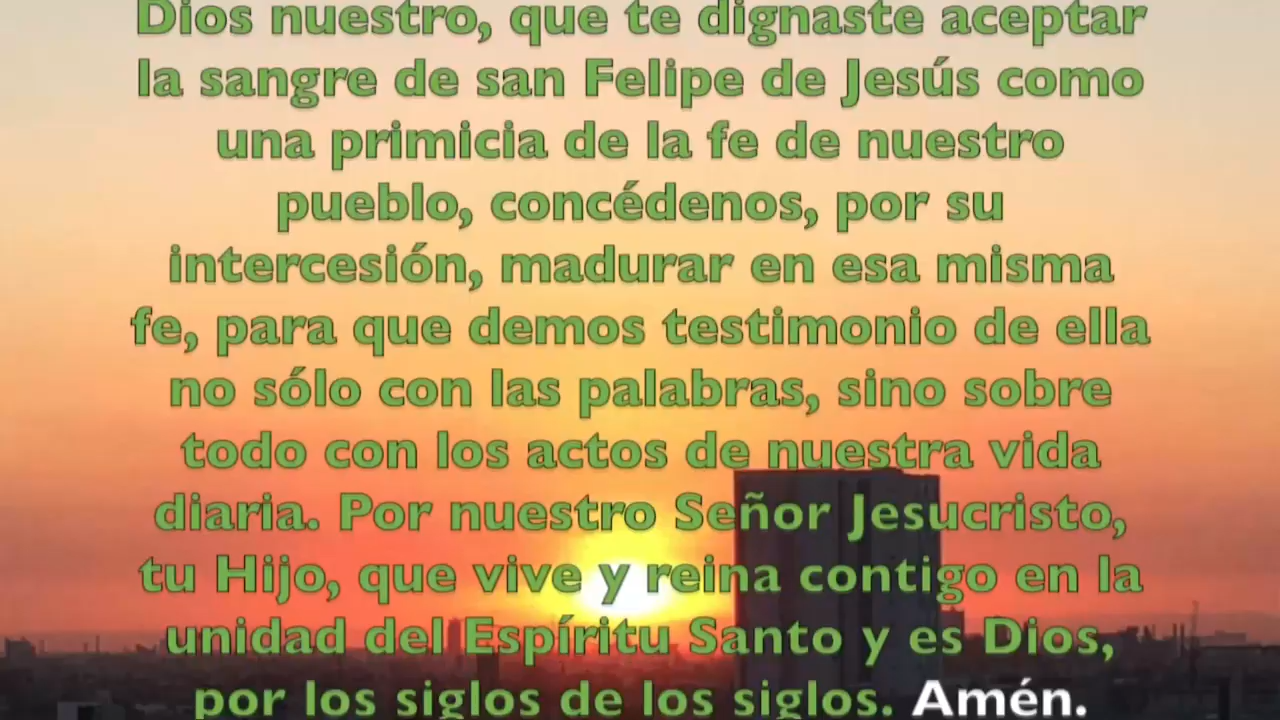 Dios nuestro, que te dignaste aceptar
la sangre de san Felipe de Jesús como
una primicia de la fe de nuestro
pueblo, concédenos, por su
intercesión, madurar en esa misma
fe, para que demos testimonio de ella
no sólo con las palabras, sino sobre
todo con los actos de nuestra vida
diaria. Por nuestro Señor Jesucristo,
tu Hijo, que vive y reina contigo en la
unidad del Espíritu Santo y es Dios,
por los siglos de los siglos. Amén.